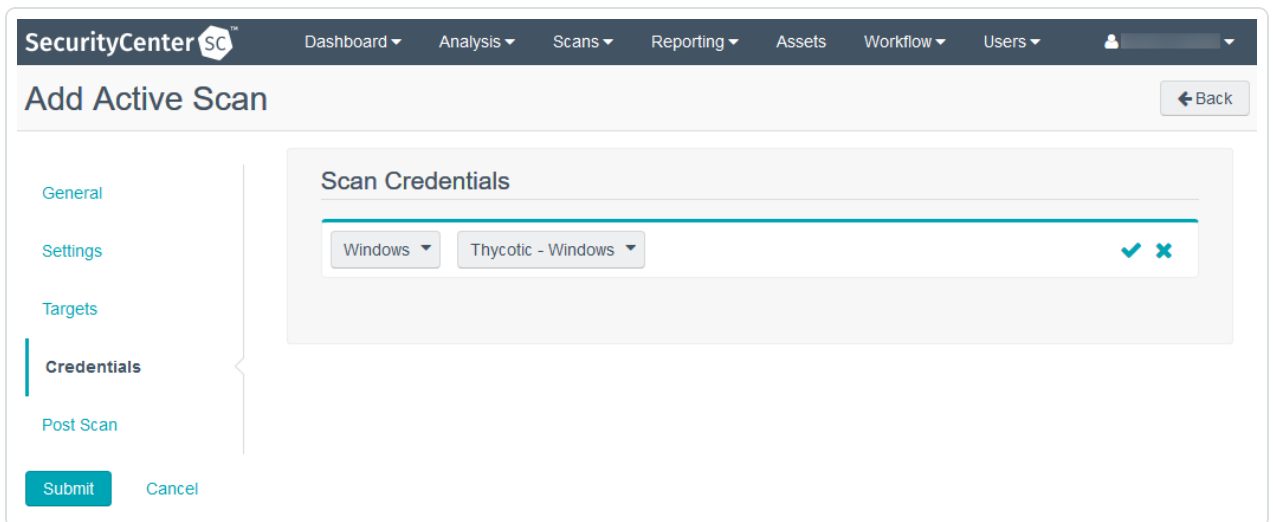 SecurityCenter SC™ Dashboard Analysis Scans Reporting Assets Workflow Users
Add Active Scan Back
General
Settings
Targets
Credentials
Post Scan
Scan Credentials
Windows Thycotic - Windows
Submit Cancel